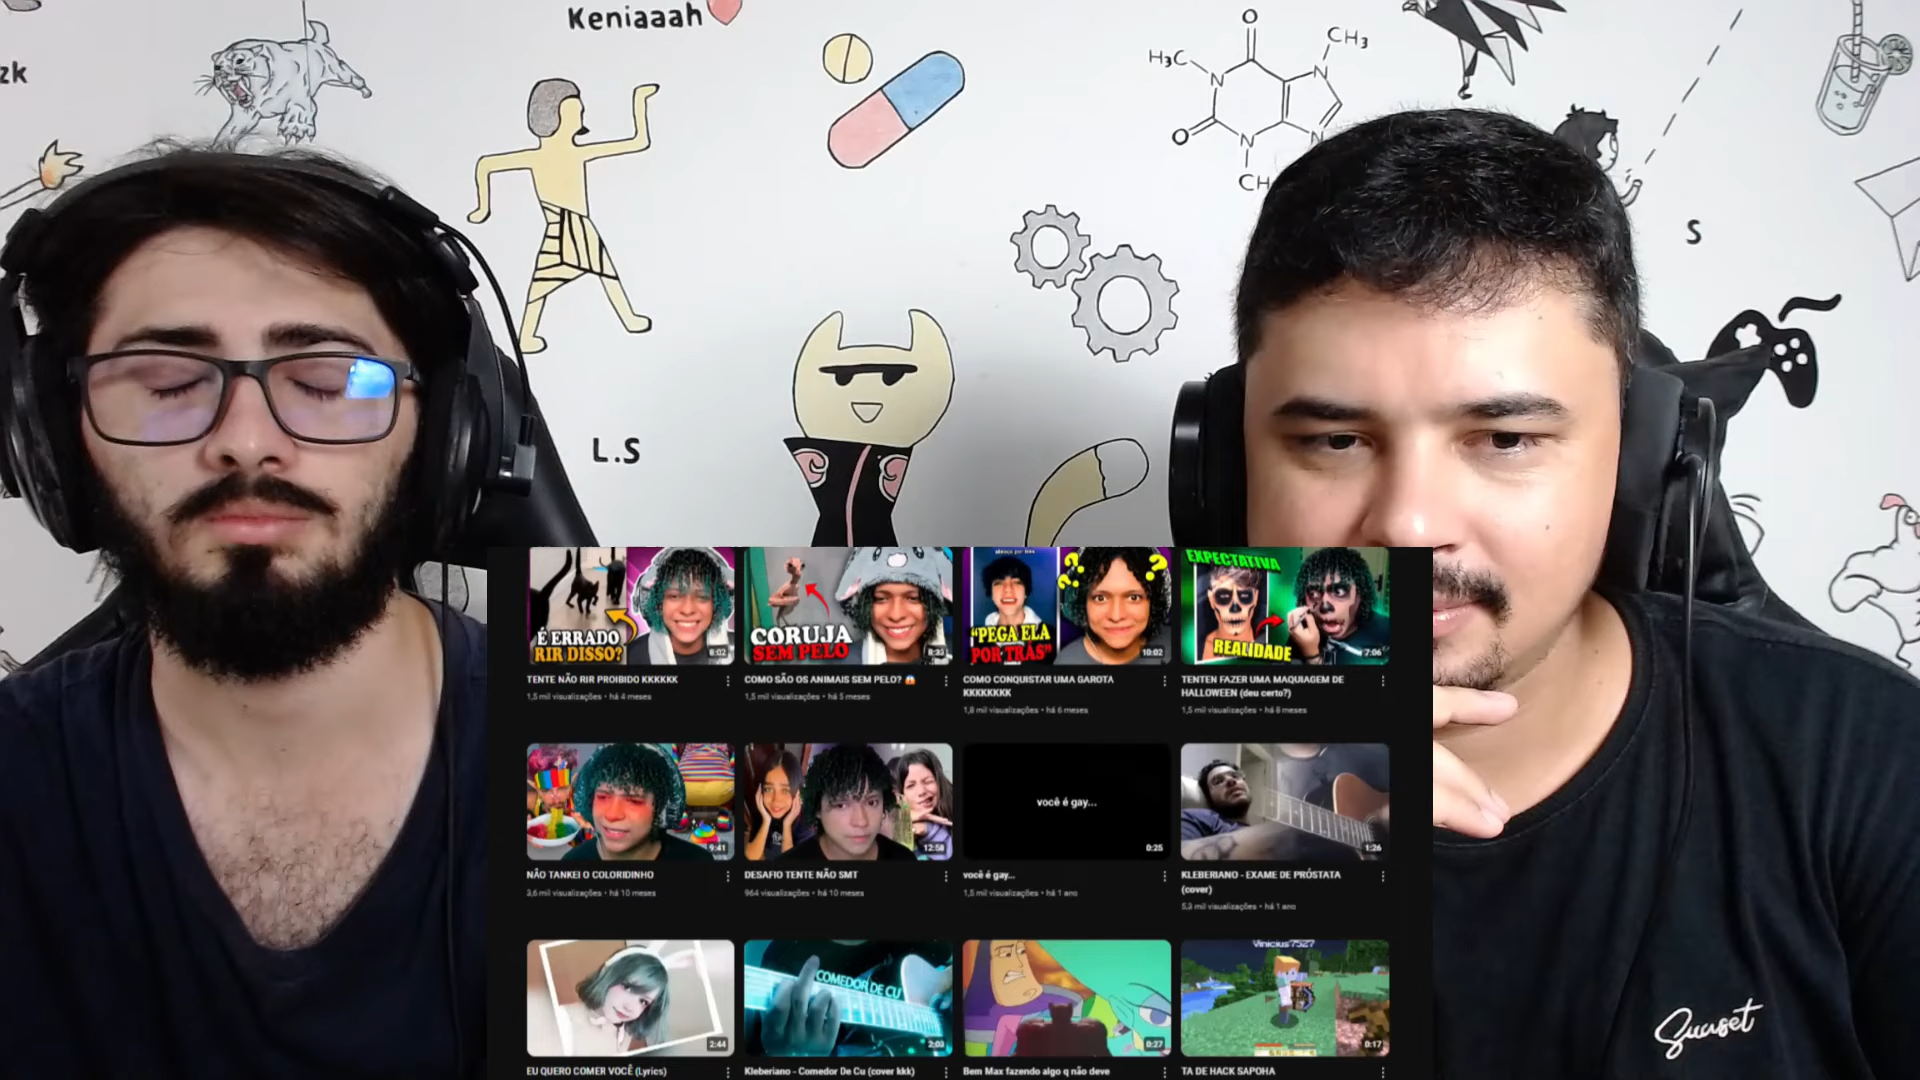 Keniaaah
zk
O
CH₃
H₃C
N
N
O
N
N
CH
S
L.S
É ERRADO
RIR DISSO?
8:02
CORUJA
SEM PELO
8:33
"PEGA ELA
POR TRÁS"
10:02
EXPECTATIVA
REALIDADE
7:06
TENTE NÃO RIR PROIBIDO KKKKKK
1,5 mil visualizações • há 4 meses
COMO SÃO OS ANIMAIS SEM PELO? 😱
1,5 mil visualizações • há 5 meses
COMO CONQUISTAR UMA GAROTA
KKKKKKKK
1,8 mil visualizações • há 6 meses
TENTEN FAZER UMA MAQUIAGEM DE
HALLOWEEN (deu certo?)
1,5 mil visualizações • há 8 meses
9:41
12:58
você é gay...
0:25
1:26
NÃO TANKEI O COLORIDINHO
3,6 mil visualizações • há 10 meses
DESAFIO TENTE NÃO SMT
964 visualizações • há 10 meses
você é gay...
1,5 mil visualizações • há 1 ano
KLEBERIANO - EXAME DE PRÓSTATA
(cover)
5,3 mil visualizações • há 1 ano
2:44
COMEDOR DE CU
2:03
0:27
Vinicius7527
0:17
EU QUERO COMER VOCÊ (Lyrics)
Kleberiano - Comedor De Cu (cover kkk)
Bem Max fazendo algo q não deve
TA DE HACK SAPOHA
Sunset